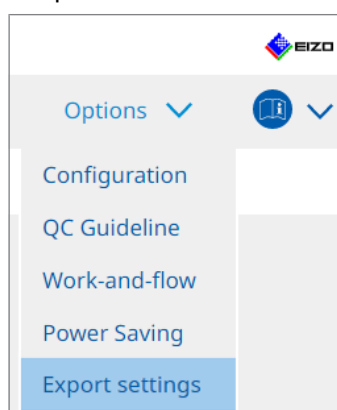 EIZO
Options
Configuration
QC Guideline
Work-and-flow
Power Saving
Export settings